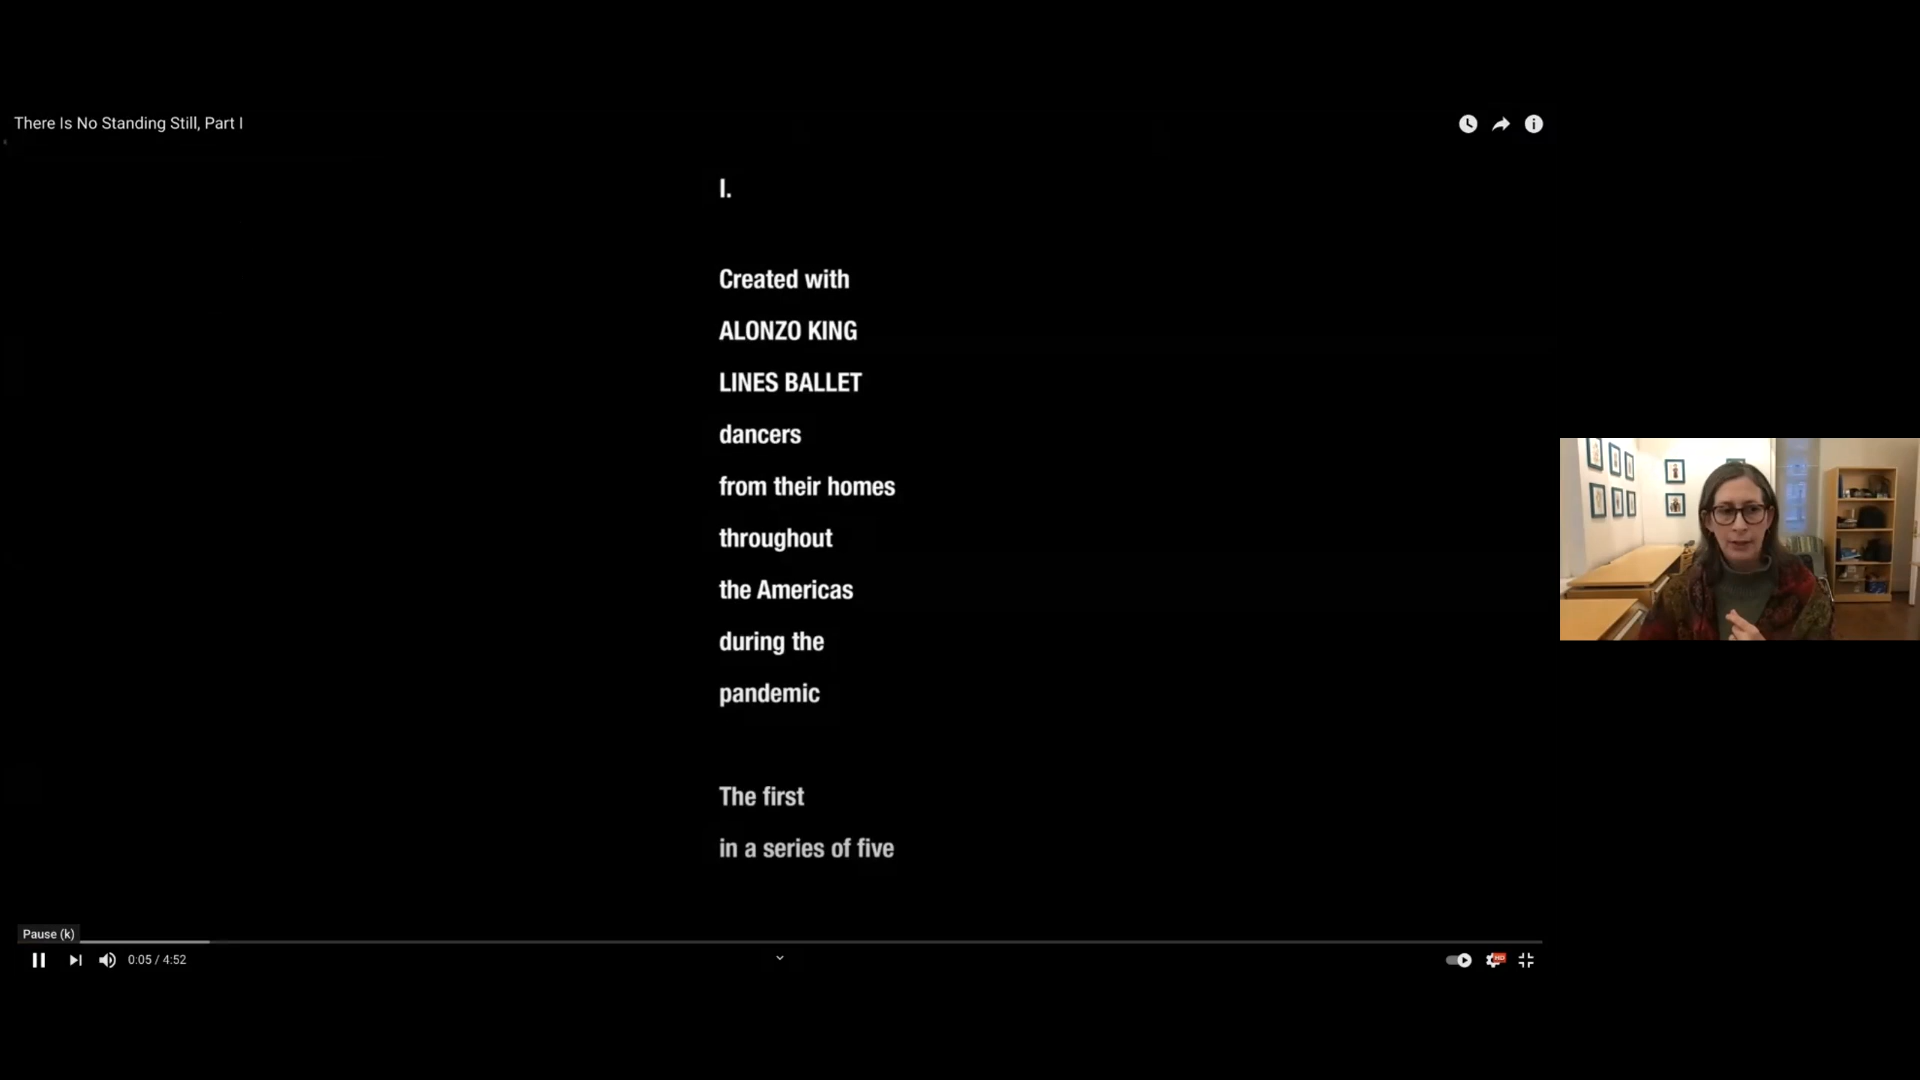 There Is No Standing Still, Part I
I.
Created with
ALONZO KING
LINES BALLET
dancers
from their homes
throughout
the Americas
during the
pandemic
The first
in a series of five
Pause (k)
0:05 / 4:52
HD